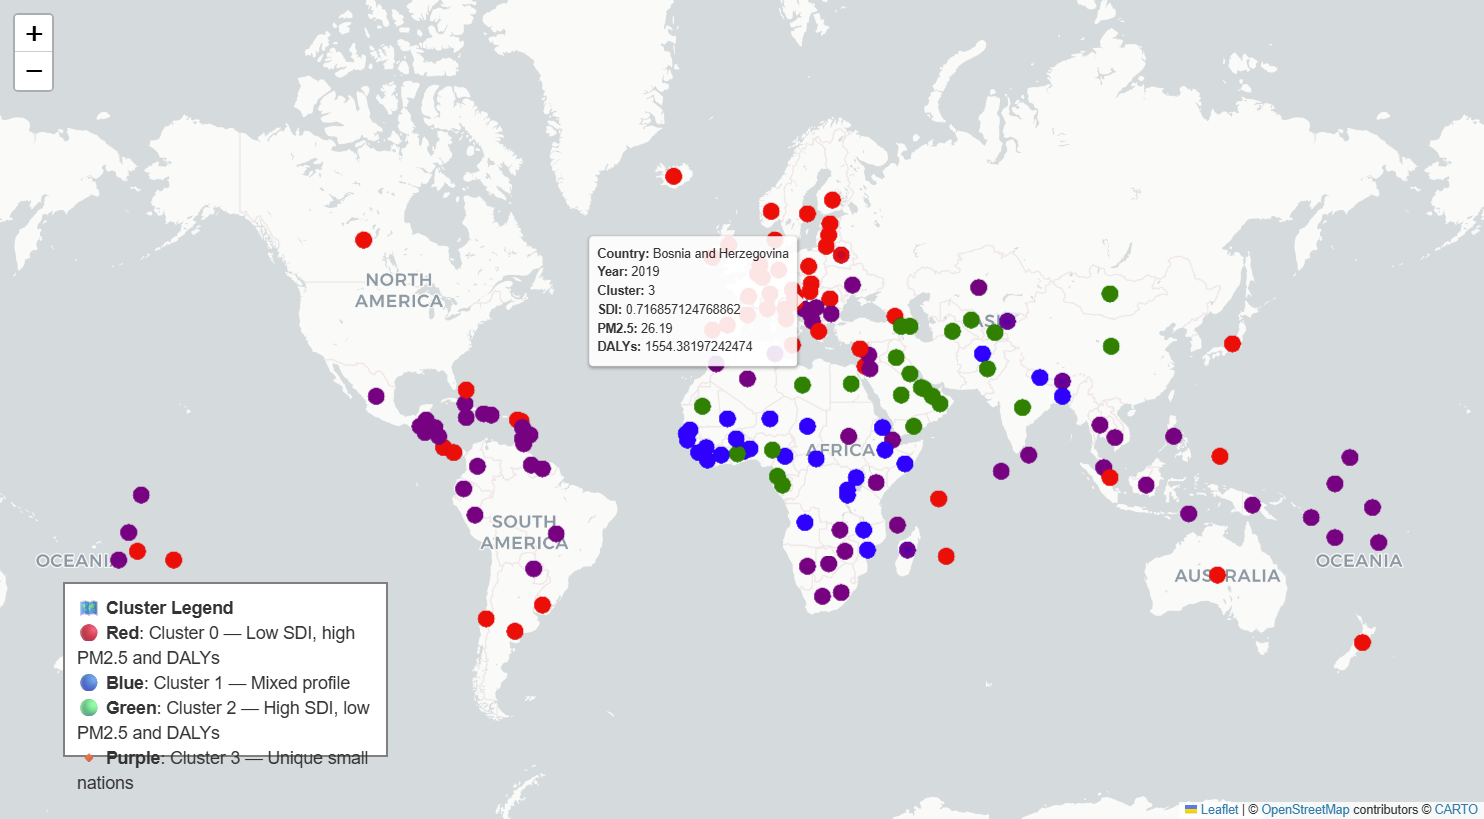 +
−
NORTH
AMERICA
Country: Bosnia and Herzegovina
Year: 2019
Cluster: 3
SDI: 0.716857124768862
PM2.5: 26.19
DALYs: 1554.38197242474
AFRICA
SOUTH
AMERICA
OCEANI
AUSTRALIA
OCEANIA
Cluster Legend
Red: Cluster 0 — Low SDI, high
PM2.5 and DALYs
Blue: Cluster 1 — Mixed profile
Green: Cluster 2 — High SDI, low
PM2.5 and DALYs
Purple: Cluster 3 — Unique small
nations
Leaflet | © OpenStreetMap contributors © CARTO